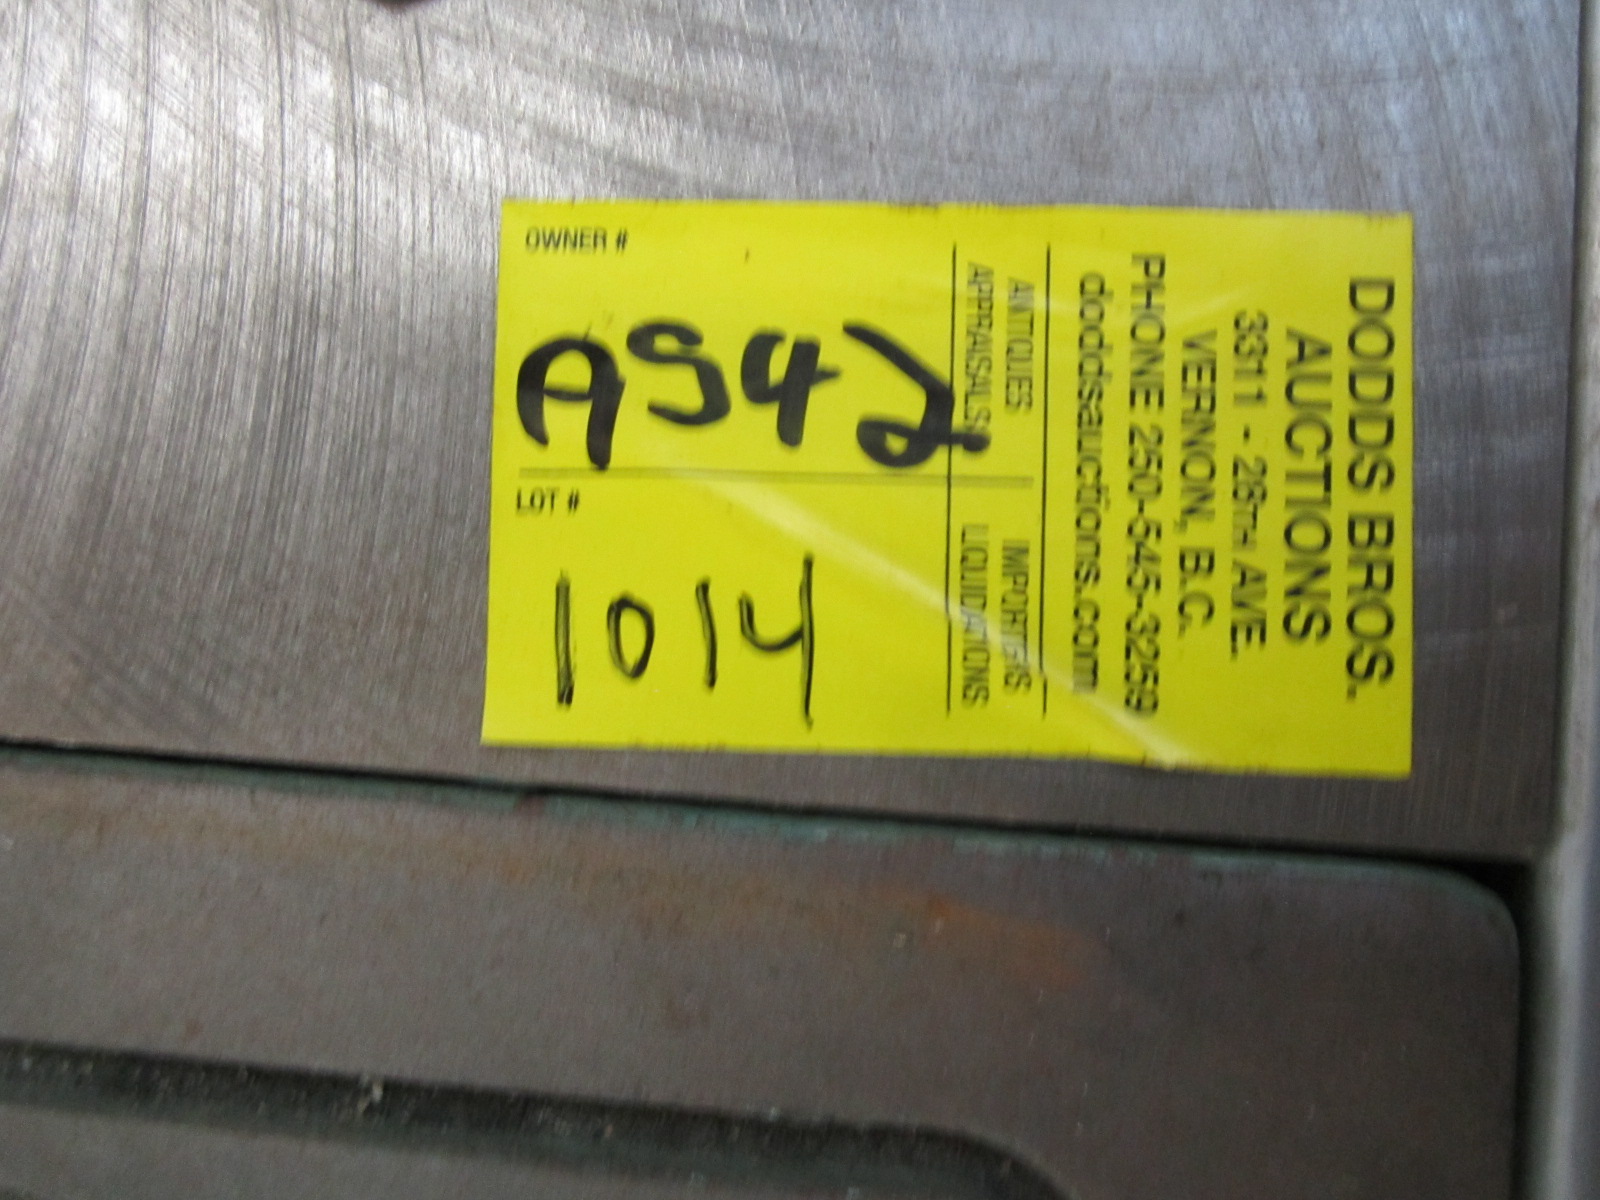 DODDS BROS.
AUCTIONS
3311 - 28TH AVE.
VERNON, B.C.
PHONE 250-545-3259
doddsauctions.com
ANTIQUES IMPORTERS
APPRAISALS LIQUIDATIONS
OWNER #
A542
LOT #
1014